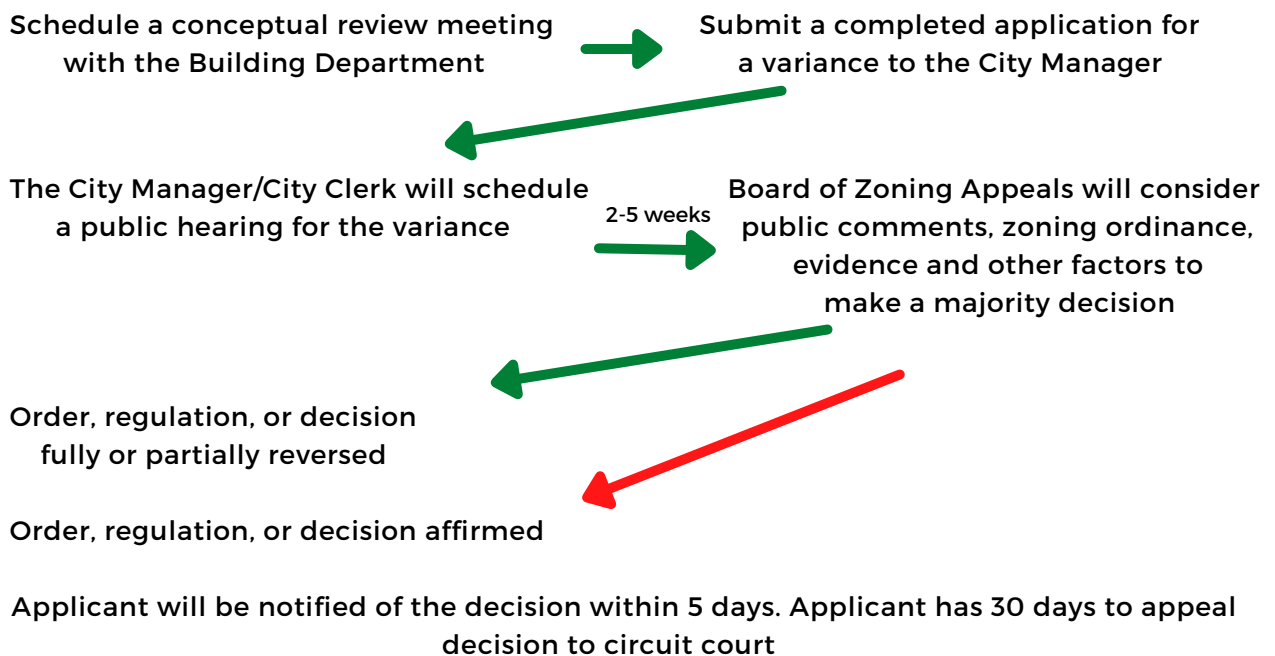 Schedule a conceptual review meeting
with the Building Department
Submit a completed application for
a variance to the City Manager
The City Manager/City Clerk will schedule
a public hearing for the variance
2-5 weeks
Board of Zoning Appeals will consider
public comments, zoning ordinance,
evidence and other factors to
make a majority decision
Order, regulation, or decision
fully or partially reversed
Order, regulation, or decision affirmed
Applicant will be notified of the decision within 5 days. Applicant has 30 days to appeal
decision to circuit court